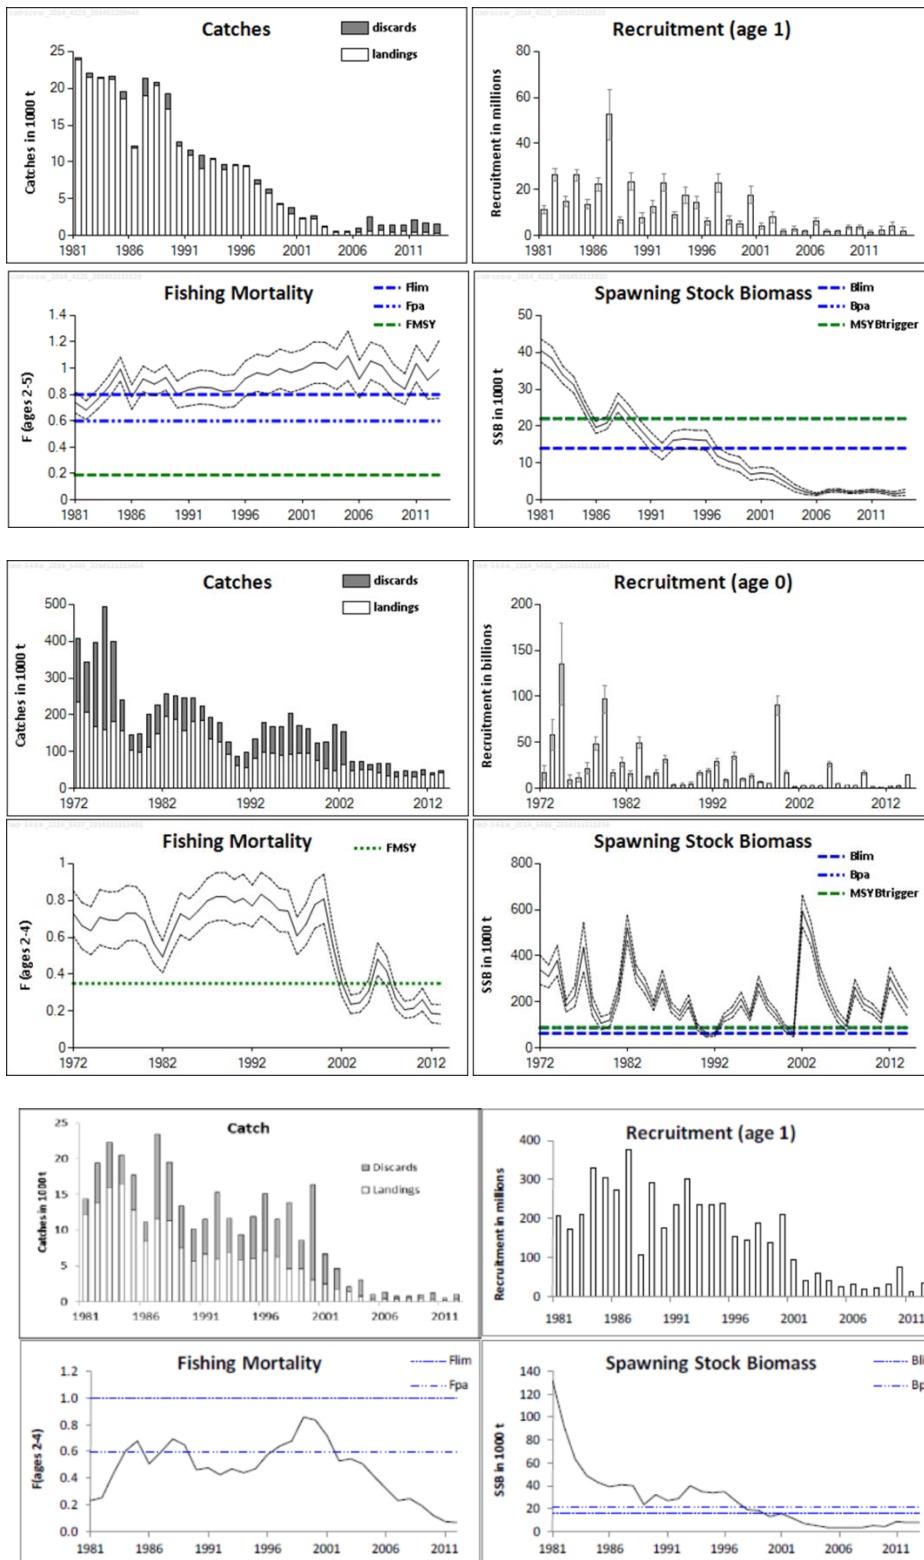 Catches
discards
landings
Catches in 1000 t
25
20
15
10
5
0
1981 1986 1991 1996 2001 2006 2011
Recruitment (age 1)
Recruitment in millions
80
60
40
20
0
1981 1986 1991 1996 2001 2006 2011
Fishing Mortality
Flim
Fpa
FMSY
F (ages 2-5)
1.4
1.2
1
0.8
0.6
0.4
0.2
0
1981 1986 1991 1996 2001 2006 2011
Spawning Stock Biomass
Blim
Bpa
MSYBtrigger
SSB in 1000 t
50
40
30
20
10
0
1981 1986 1991 1996 2001 2006 2011
Catches
discards
landings
Catches in 1000 t
500
400
300
200
100
0
1972 1982 1992 2002 2012
Recruitment (age 0)
Recruitment in billions
200
150
100
50
0
1972 1982 1992 2002 2012
Fishing Mortality
FMSY
F (ages 2-4)
1
0.8
0.6
0.4
0.2
0
1972 1982 1992 2002 2012
Spawning Stock Biomass
Blim
Bpa
MSYBtrigger
SSB in 1000 t
800
600
400
200
0
1972 1982 1992 2002 2012
Catch
Discards
Landings
Catches in 1000t
25
20
15
10
5
0
1981 1986 1991 1996 2001 2006 2011
Recruitment (age 1)
Recruitment in millions
400
300
200
100
0
1981 1986 1991 1996 2001 2006 2011
Fishing Mortality
Flim
Fpa
F(ages 2-4)
1.2
1.0
0.8
0.6
0.4
0.2
0.0
1981 1986 1991 1996 2001 2006 2011
Spawning Stock Biomass
Bli
Bp
SSB in 1000 t
140
120
100
80
60
40
20
0
1981 1986 1991 1996 2001 2006 2011